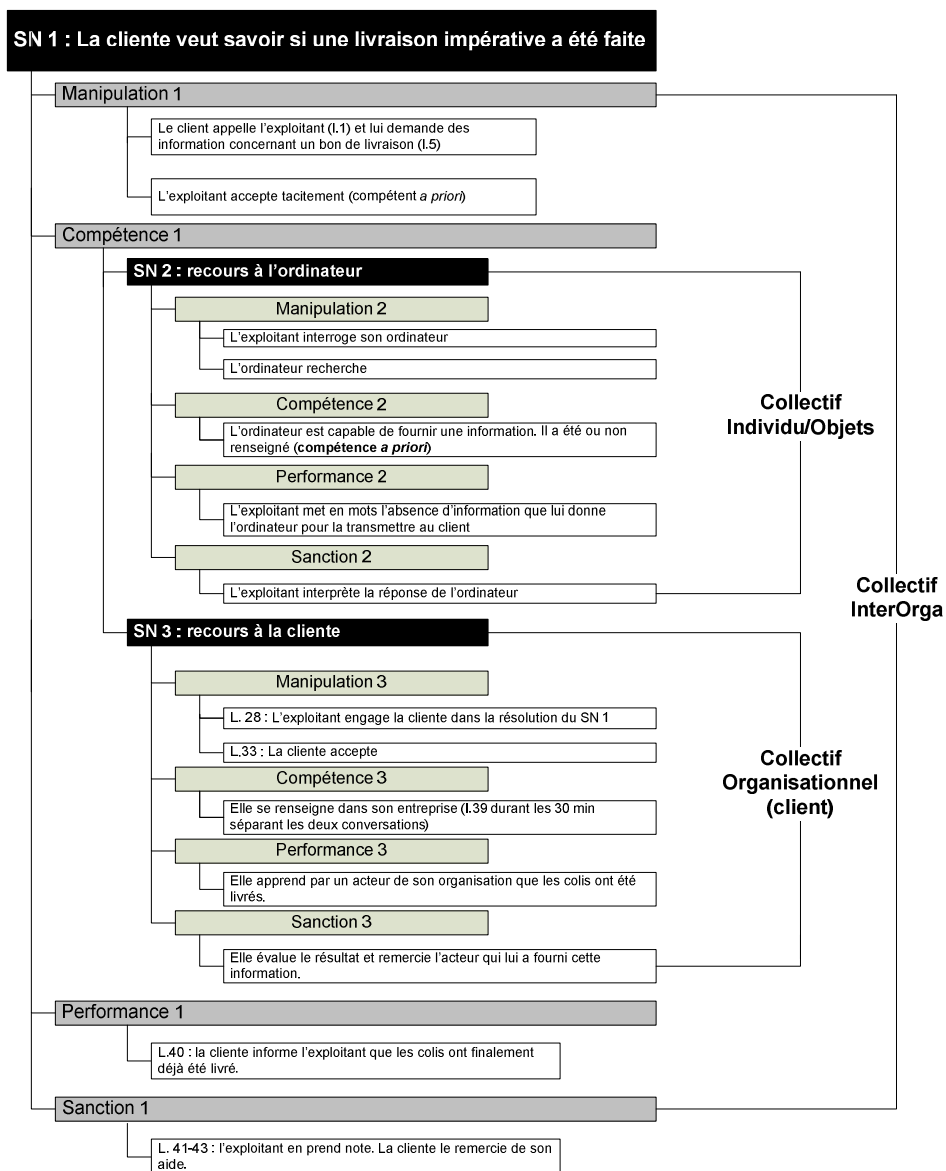 SN 1 : La cliente veut savoir si une livraison impérative a été faite
Manipulation 1
Le client appelle l'exploitant (l.1) et lui demande des
information concernant un bon de livraison (l.5)
L'exploitant accepte tacitement (compétent a priori)
Compétence 1
SN 2 : recours à l'ordinateur
Manipulation 2
L'exploitant interroge son ordinateur
L'ordinateur recherche
Compétence 2
L'ordinateur est capable de fournir une information. Il a été ou non
renseigné (compétence a priori)
Performance 2
L'exploitant met en mots l'absence d'information que lui donne
l'ordinateur pour la transmettre au client
Sanction 2
L'exploitant interprète la réponse de l'ordinateur
Collectif
Individu/Objets
Collectif
InterOrga
SN 3 : recours à la cliente
Manipulation 3
L. 28 : L'exploitant engage la cliente dans la résolution du SN 1
L.33 : La cliente accepte
Compétence 3
Elle se renseigne dans son entreprise (l.39 durant les 30 min
séparant les deux conversations)
Performance 3
Elle apprend par un acteur de son organisation que les colis ont été
livrés.
Sanction 3
Elle évalue le résultat et remercie l'acteur qui lui a fourni cette
information.
Collectif
Organisationnel
(client)
Performance 1
L.40 : la cliente informe l'exploitant que les colis ont finalement
déjà été livré.
Sanction 1
L. 41-43 : l'exploitant en prend note. La cliente le remercie de son
aide.